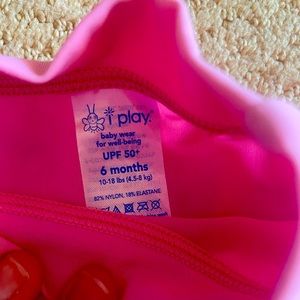 i play.
baby wear
for well-being
UPF 50+
6 months
10-18 lbs (4.5-8 kg)
82% NYLON, 18% ELASTANE